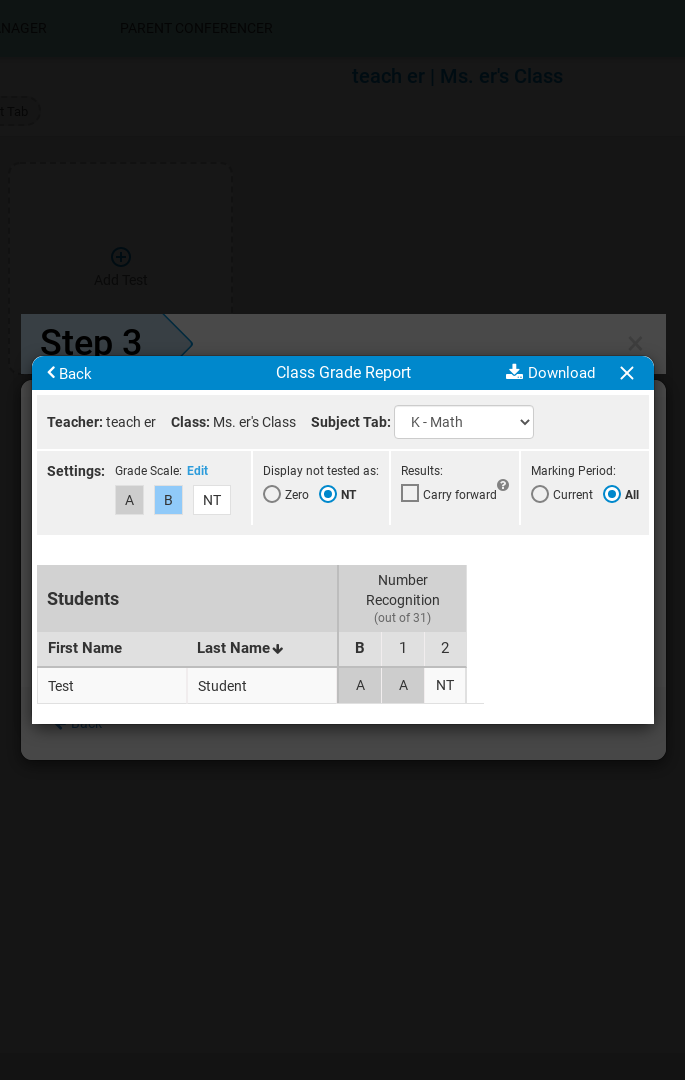 NAGER PARENT CONFERENCER
teach er | Ms. er's Class
t Tab
Add Test
Step 3
Back Class Grade Report Download
Teacher: teach er Class: Ms. er's Class Subject Tab: K - Math
Settings: Grade Scale: Edit Display not tested as: Results: Marking Period:
A B NT Zero NT Carry forward ? Current All
Students Number
Recognition
(out of 31)
First Name Last Name B 1 2
Test Student A A NT
Back